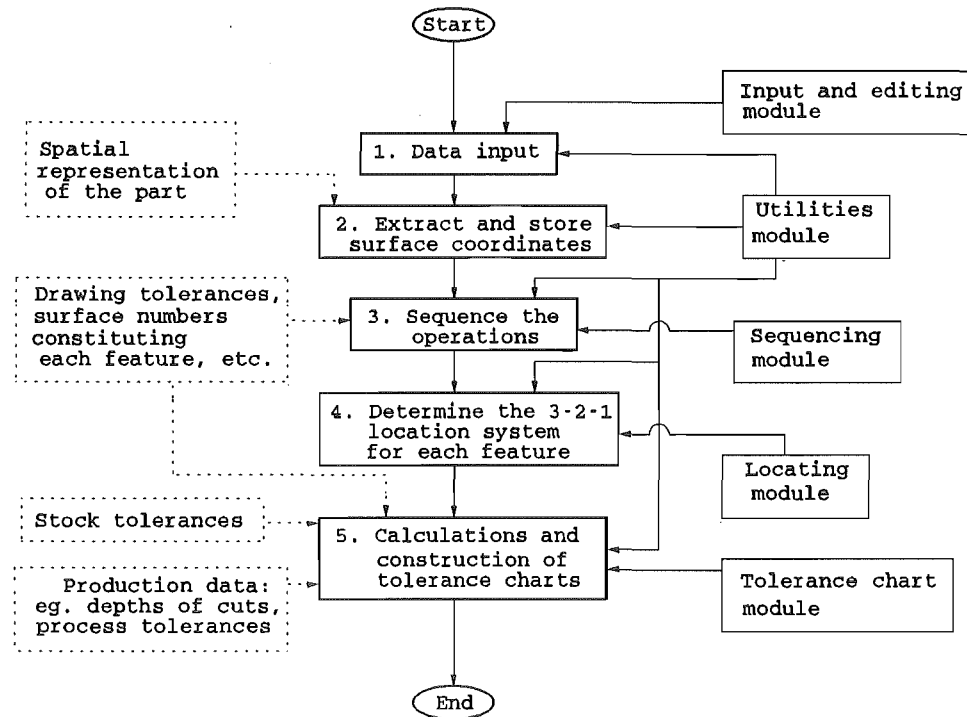 Start
Input and editing
module
1. Data input
Spatial
representation
of the part
2. Extract and store
surface coordinates
Utilities
module
Drawing tolerances,
surface numbers
constituting
each feature, etc.
3. Sequence the
operations
Sequencing
module
4. Determine the 3-2-1
location system
for each feature
Locating
module
Stock tolerances
5. Calculations and
construction of
tolerance charts
Production data:
eg. depths of cuts,
process tolerances
Tolerance chart
module
End